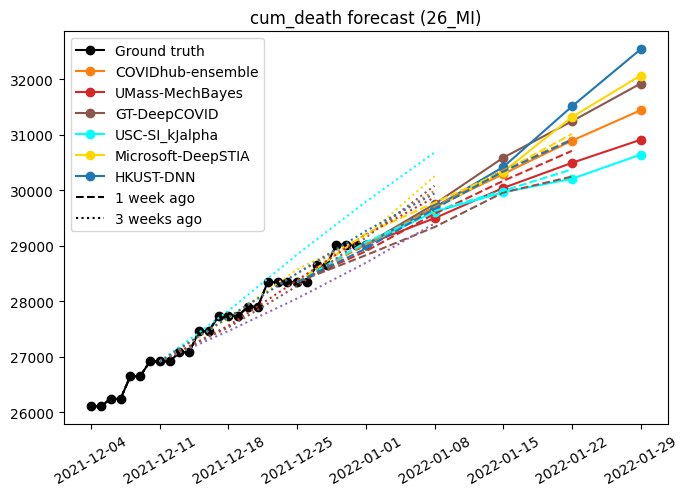 cum_death forecast (26_MI)
Ground truth
COVIDhub-ensemble
UMass-MechBayes
GT-DeepCOVID
USC-SI_kJalpha
Microsoft-DeepSTIA
HKUST-DNN
1 week ago
3 weeks ago
32000
31000
30000
29000
28000
27000
26000
2021-12-04
2021-12-11
2021-12-18
2021-12-25
2022-01-01
2022-01-08
2022-01-15
2022-01-22
2022-01-29